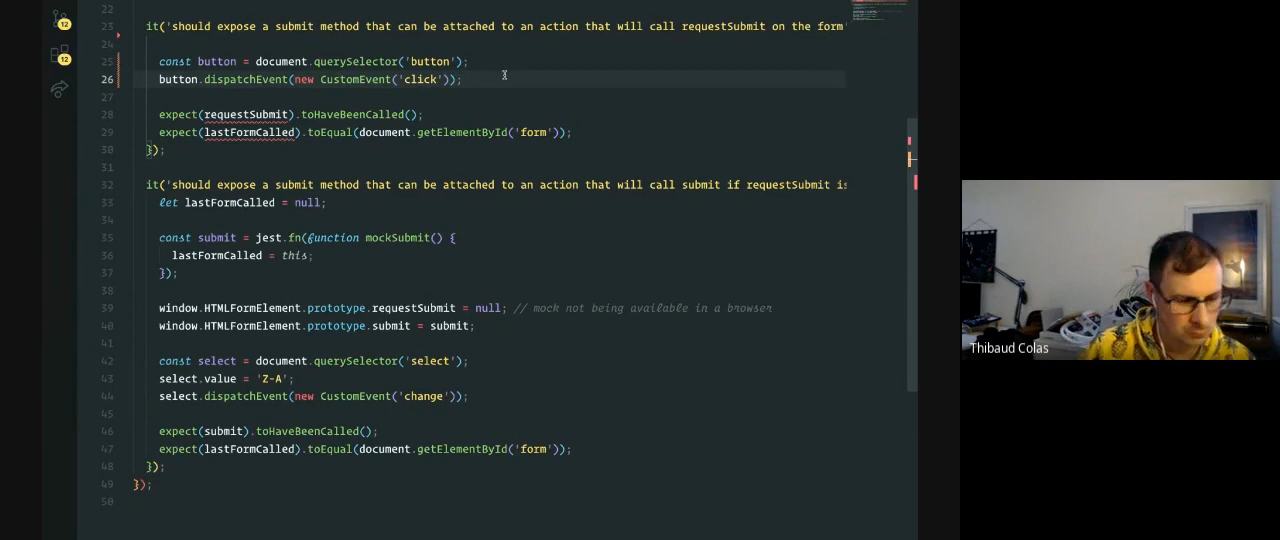 22
12
23 it('should expose a submit method that can be attached to an action that will call requestSubmit on the form'
24
12
25 const button = document.querySelector('button');
26 button.dispatchEvent(new CustomEvent('click'));
27
28 expect(requestSubmit).toHaveBeenCalled();
29 expect(lastFormCalled).toEqual(document.getElementById('form'));
30 });
31
32 it('should expose a submit method that can be attached to an action that will call submit if requestSubmit is
33 let lastFormCalled = null;
34
35 const submit = jest.fn(function mockSubmit() {
36 lastFormCalled = this;
37 });
38
39 window.HTMLFormElement.prototype.requestSubmit = null; // mock not being available in a browser
40 window.HTMLFormElement.prototype.submit = submit;
41
42 const select = document.querySelector('select');
43 select.value = 'Z-A';
44 select.dispatchEvent(new CustomEvent('change'));
45
46 expect(submit).toHaveBeenCalled();
47 expect(lastFormCalled).toEqual(document.getElementById('form'));
48 });
49 });
50
Thibaud Colas